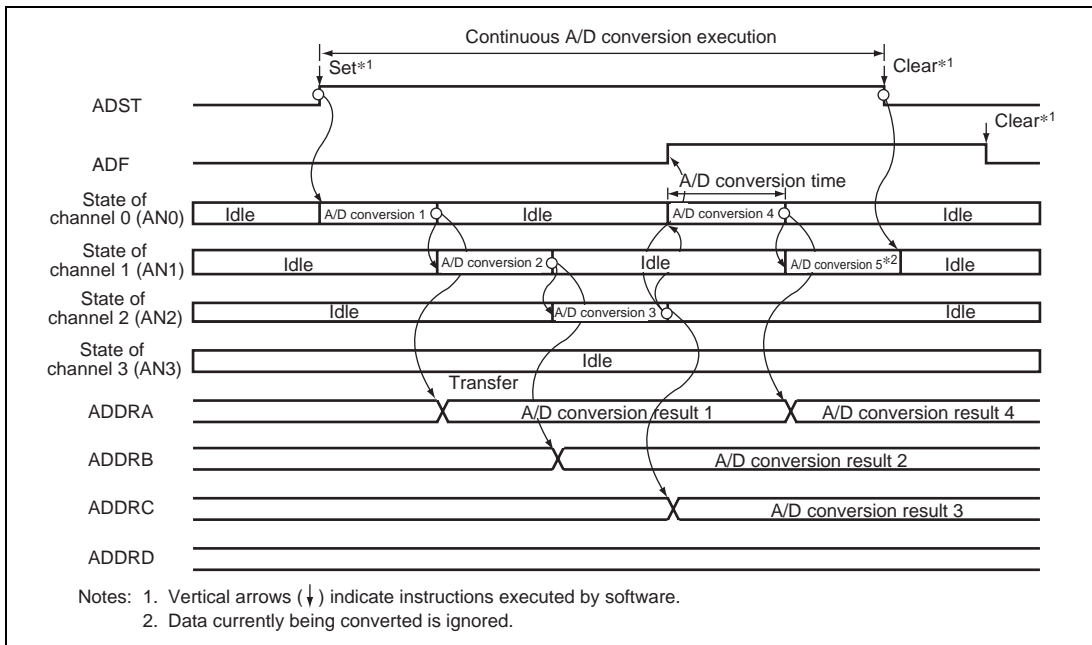 Continuous A/D conversion execution
Set*1
Clear*1
ADST
Clear*1
ADF
A/D conversion time
State of
channel 0 (AN0)
Idle
A/D conversion 1
Idle
A/D conversion 4
Idle
State of
channel 1 (AN1)
Idle
A/D conversion 2
Idle
A/D conversion 5*2
Idle
State of
channel 2 (AN2)
Idle
A/D conversion 3
Idle
State of
channel 3 (AN3)
Idle
Transfer
ADDRA
A/D conversion result 1
A/D conversion result 4
ADDRB
A/D conversion result 2
ADDRC
A/D conversion result 3
ADDRD
Notes: 1. Vertical arrows (↓) indicate instructions executed by software.
2. Data currently being converted is ignored.